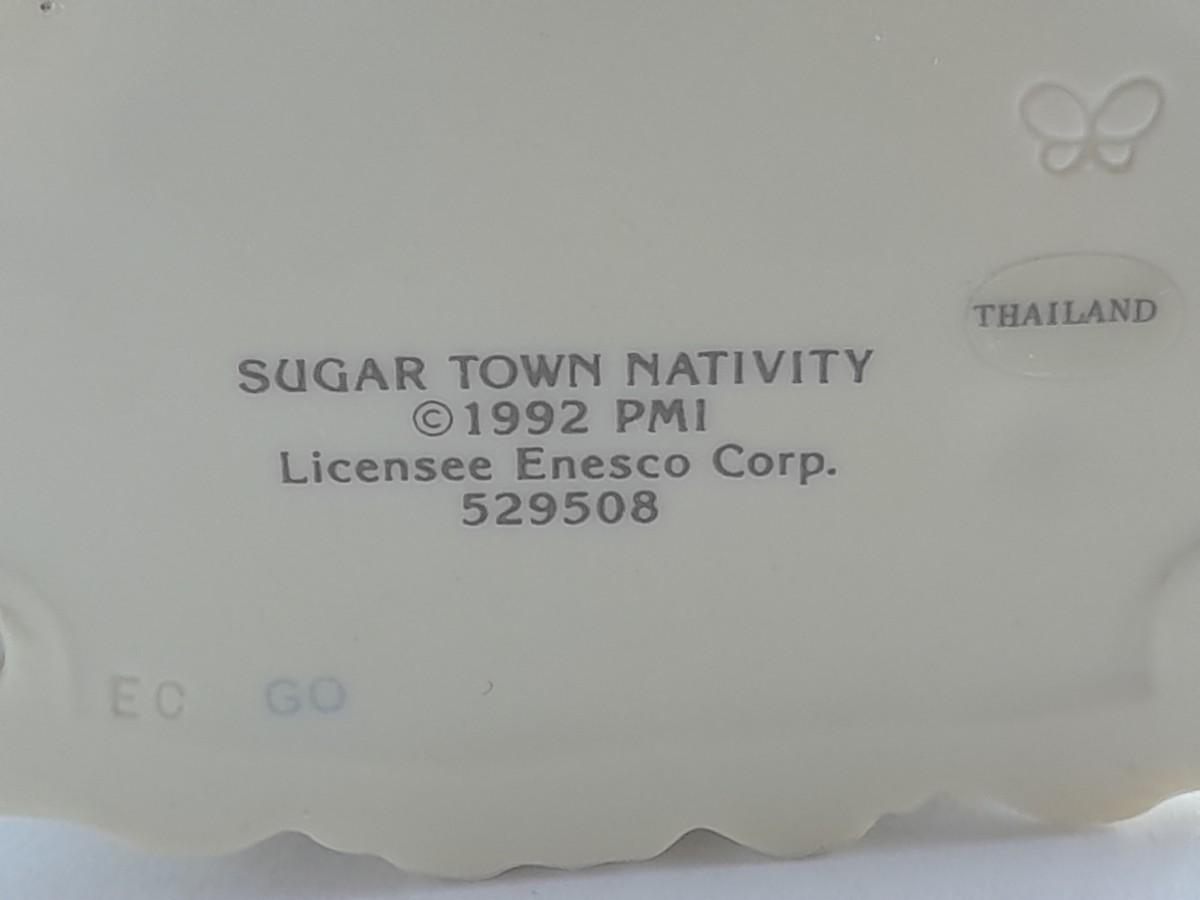 THAILAND
SUGAR TOWN NATIVITY
©1992 PMI
Licensee Enesco Corp.
529508
EC GO